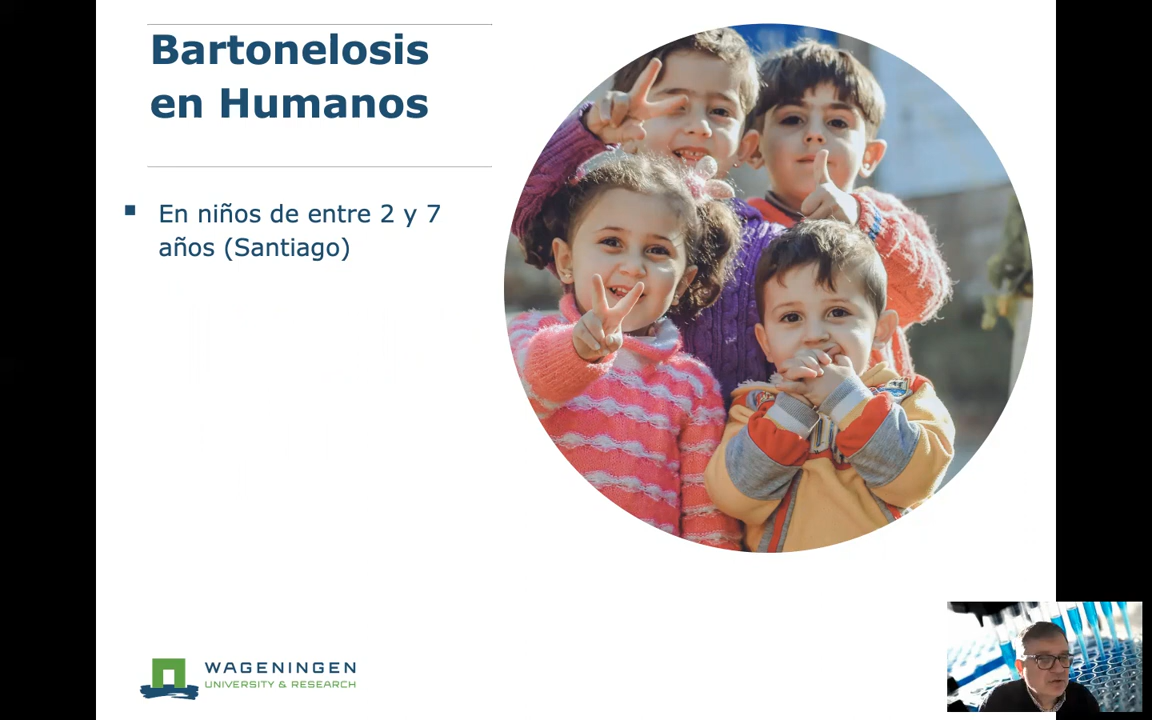 Bartonelosis
en Humanos
En niños de entre 2 y 7
años (Santiago)
WAGENINGEN
UNIVERSITY & RESEARCH